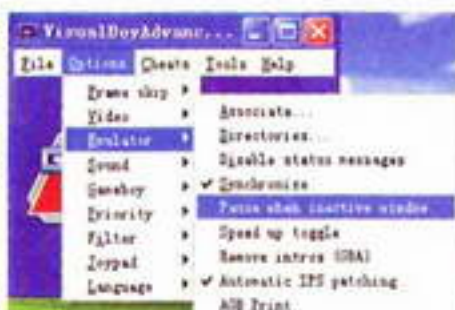 VisualBoyAdvanc...
File Options Cheats Tools Help
Frame skip
Video
Emulator
Sound
Gameboy
Priority
Filter
Joypad
Language
Associate...
Directories...
Disable status messages
Synchronize
Pause when inactive window
Speed up toggle
Remove intros (GBA)
Automatic IPS patching
AGB Print